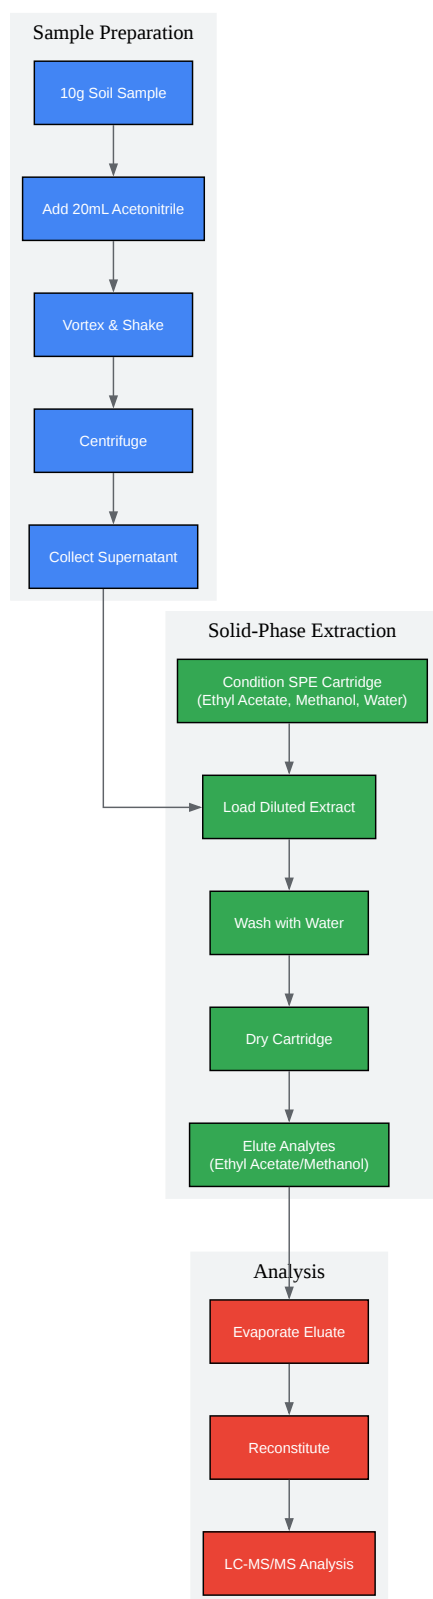 Sample Preparation
10g Soil Sample
Add 20mL Acetonitrile
Vortex & Shake
Centrifuge
Collect Supernatant
Solid-Phase Extraction
Condition SPE Cartridge
(Ethyl Acetate, Methanol, Water)
Load Diluted Extract
Wash with Water
Dry Cartridge
Elute Analytes
(Ethyl Acetate/Methanol)
Analysis
Evaporate Eluate
Reconstitute
LC-MS/MS Analysis